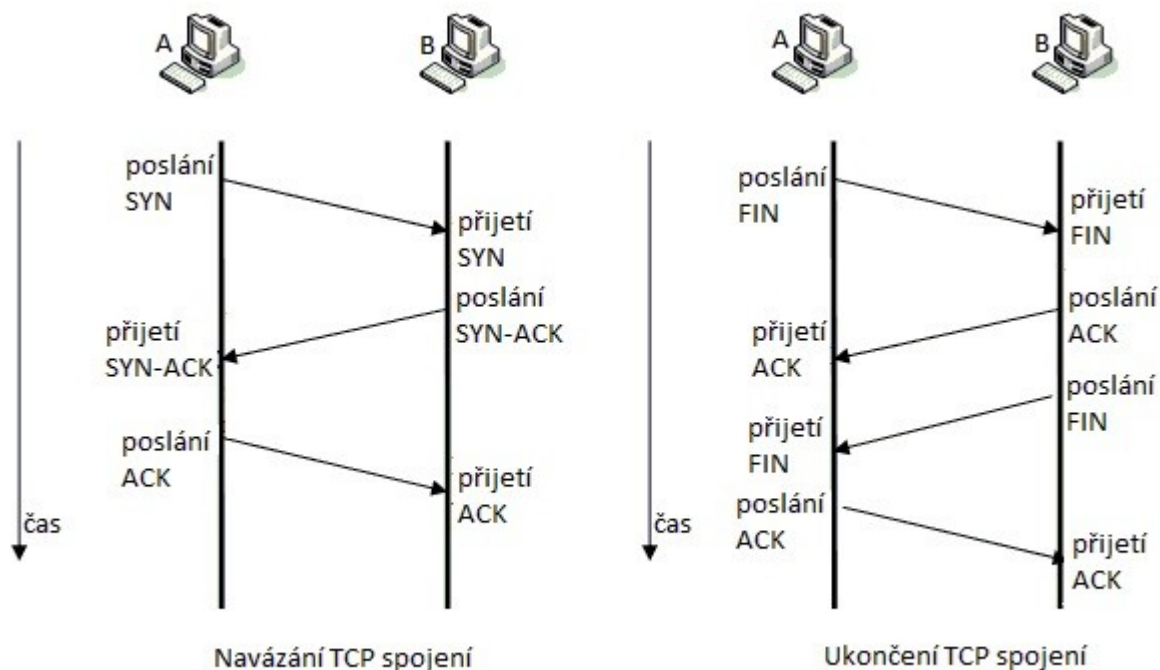 A
B
poslání
SYN
přijetí
SYN
poslání
SYN-ACK
přijetí
SYN-ACK
poslání
ACK
přijetí
ACK
čas
Navázání TCP spojení
A
B
poslání
FIN
přijetí
FIN
poslání
ACK
přijetí
ACK
poslání
FIN
přijetí
FIN
poslání
ACK
přijetí
ACK
čas
Ukončení TCP spojení